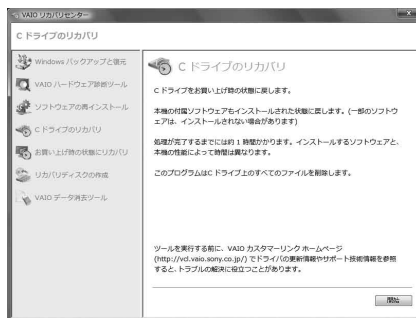 VAIO リカバリセンター
C ドライブのリカバリ
Windows バックアップと復元
VAIO ハードウェア診断ツール
ソフトウェアの再インストール
C ドライブのリカバリ
お買い上げ時の状態にリカバリ
リカバリディスクの作成
VAIO データ消去ツール
C ドライブのリカバリ
C ドライブをお買い上げ時の状態に戻します。
本機の付属ソフトウェアもインストールされた状態に戻します。(一部のソフトウ
ェアは、インストールされない場合があります)
処理が完了するまでには約 1 時間かかります。インストールするソフトウェアと、
本機の性能によって時間は異なります。
このプログラムはC ドライブ上のすべてのファイルを削除します。
ツールを実行する前に、VAIO カスタマーリンク ホームページ
(http://vcl.vaio.sony.co.jp/) でドライバの更新情報やサポート技術情報を参照
すると、トラブルの解決に役立つことがあります。
開始